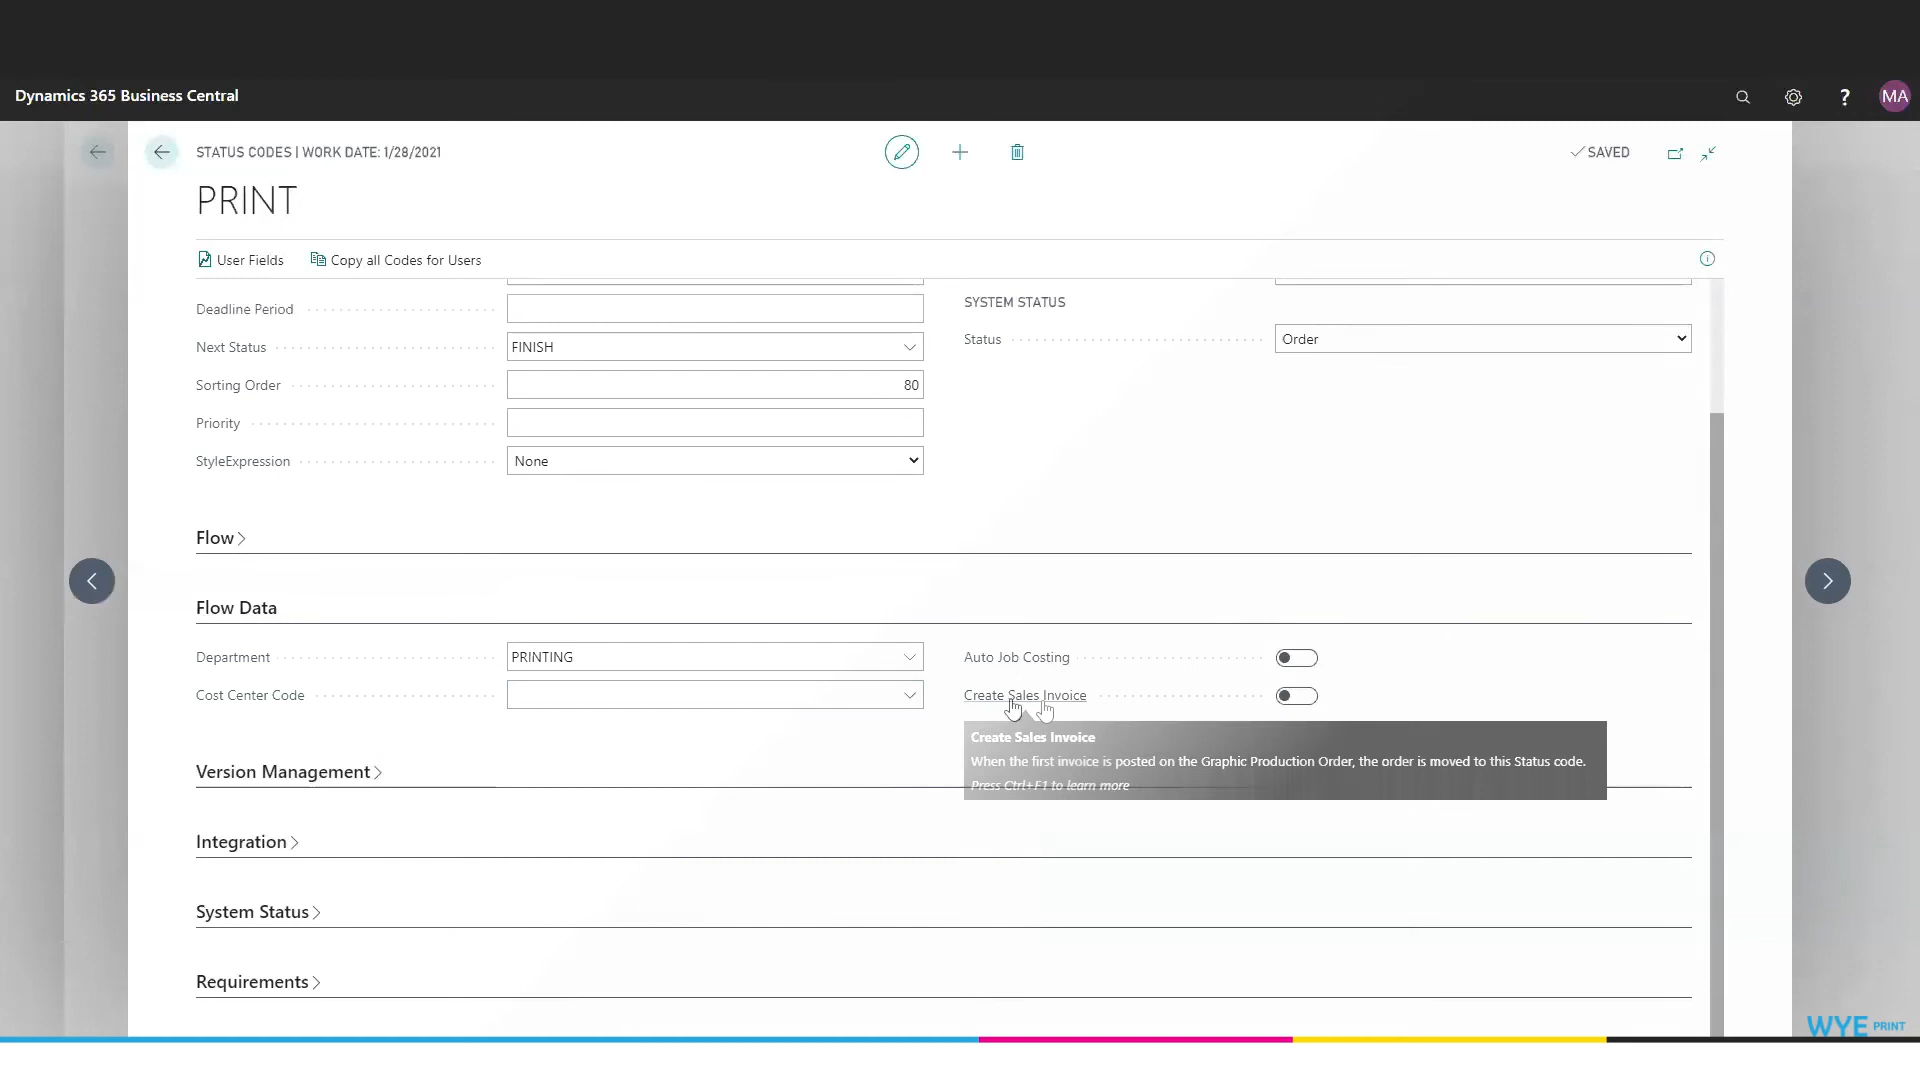 Dynamics 365 Business Central
?
MA
STATUS CODES | WORK DATE: 1/28/2021
SAVED
PRINT
User Fields
Copy all Codes for Users
Deadline Period
Next Status
FINISH
Sorting Order
80
Priority
StyleExpression
None
SYSTEM STATUS
Status
Order
Flow
Flow Data
Department
PRINTING
Cost Center Code
Auto Job Costing
Create Sales Invoice
Create Sales Invoice
When the first invoice is posted on the Graphic Production Order, the order is moved to this Status code.
Press Ctrl+F1 to learn more
Version Management
Integration
System Status
Requirements
WYE PRINT